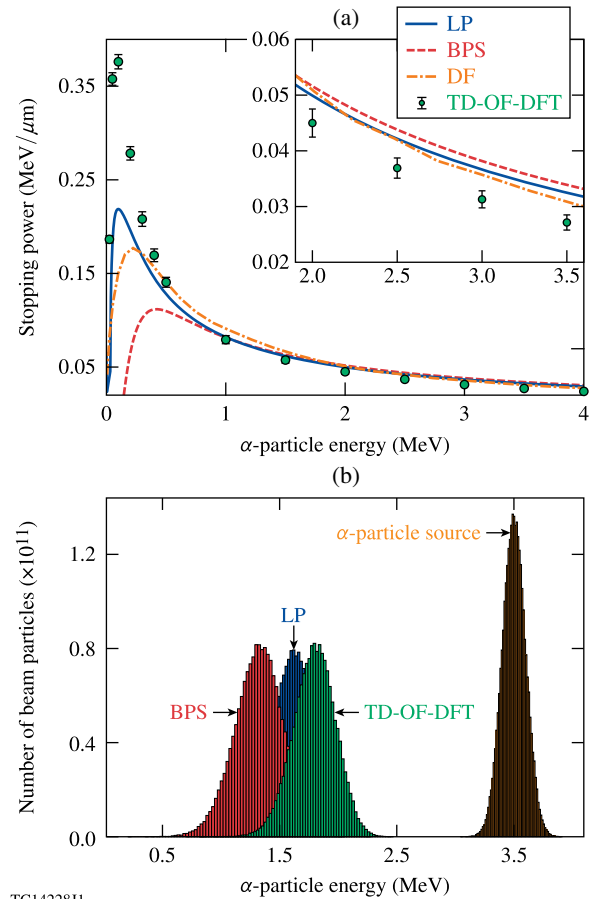 (a)
LP
BPS
DF
TD-OF-DFT
0.06
0.05
0.04
0.03
0.02
2.0 2.5 3.0 3.5
0.35
0.25
0.15
0.05
Stopping power (MeV/μm)
0 1 2 3 4
α-particle energy (MeV)
(b)
Number of beam particles (×10¹¹)
1.2
0.8
0.4
0.0
α-particle source
LP
BPS
TD-OF-DFT
0.5 1.5 2.5 3.5
α-particle energy (MeV)